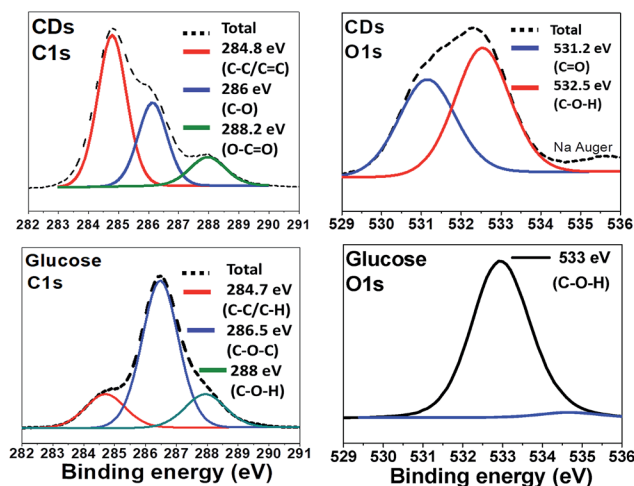 CDs
C1s
Total
284.8 eV
(C-C/C=C)
286 eV
(C-O)
288.2 eV
(O-C=O)
282 283 284 285 286 287 288 289 290 291
CDs
O1s
Total
531.2 eV
(C=O)
532.5 eV
(C-O-H)
Na Auger
529 530 531 532 533 534 535 536
Glucose
C1s
Total
284.7 eV
(C-C/C-H)
286.5 eV
(C-O-C)
288 eV
(C-O-H)
282 283 284 285 286 287 288 289 290 291
Binding energy (eV)
Glucose
O1s
533 eV
(C-O-H)
529 530 531 532 533 534 535 536
Binding energy (eV)